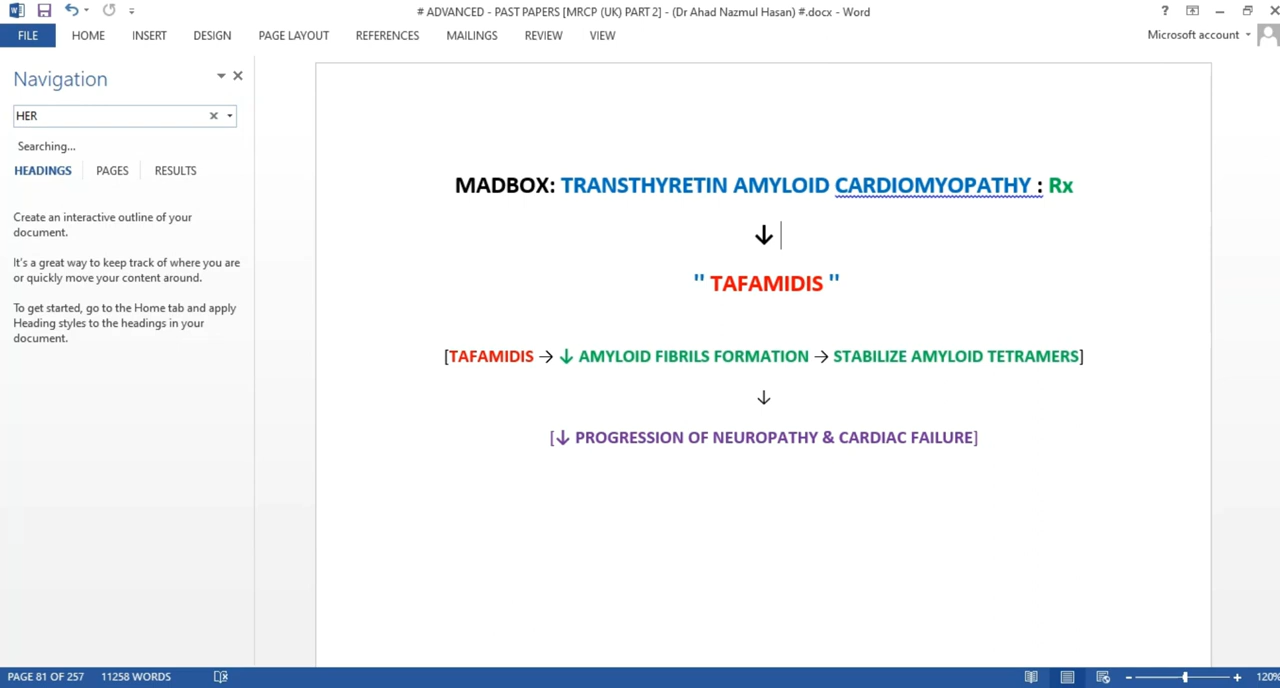 # ADVANCED - PAST PAPERS [MRCP (UK) PART 2] - (Dr Ahad Nazmul Hasan) #.docx - Word
FILE HOME INSERT DESIGN PAGE LAYOUT REFERENCES MAILINGS REVIEW VIEW Microsoft account
Navigation
HER
Searching...
HEADINGS PAGES RESULTS
Create an interactive outline of your
document.
It's a great way to keep track of where you are
or quickly move your content around.
To get started, go to the Home tab and apply
Heading styles to the headings in your
document.
MADBOX: TRANSTHYRETIN AMYLOID CARDIOMYOPATHY : Rx
↓
" TAFAMIDIS "
[TAFAMIDIS → ↓ AMYLOID FIBRILS FORMATION → STABILIZE AMYLOID TETRAMERS]
↓
[↓ PROGRESSION OF NEUROPATHY & CARDIAC FAILURE]
PAGE 81 OF 257 11258 WORDS 120%